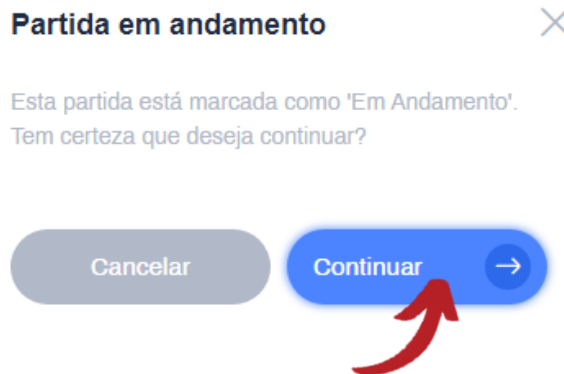 Partida em andamento
Esta partida está marcada como 'Em Andamento'.
Tem certeza que deseja continuar?
Cancelar
Continuar